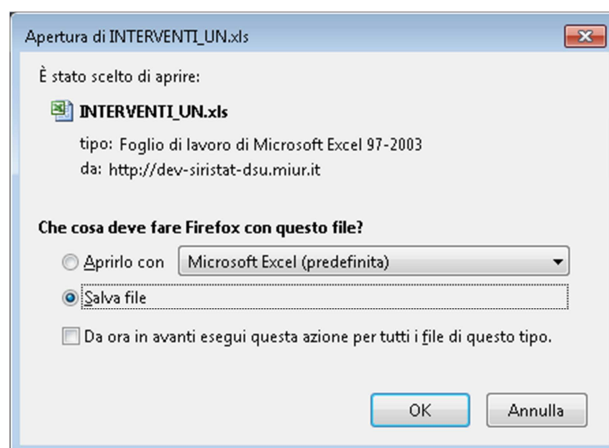 Apertura di INTERVENTI_UN.xls
È stato scelto di aprire:
INTERVENTI_UN.xls
tipo: Foglio di lavoro di Microsoft Excel 97-2003
da: http://dev-siristat-dsu.miur.it
Che cosa deve fare Firefox con questo file?
Aprirlo con Microsoft Excel (predefinita)
Salva file
Da ora in avanti esegui questa azione per tutti i file di questo tipo.
OK Annulla